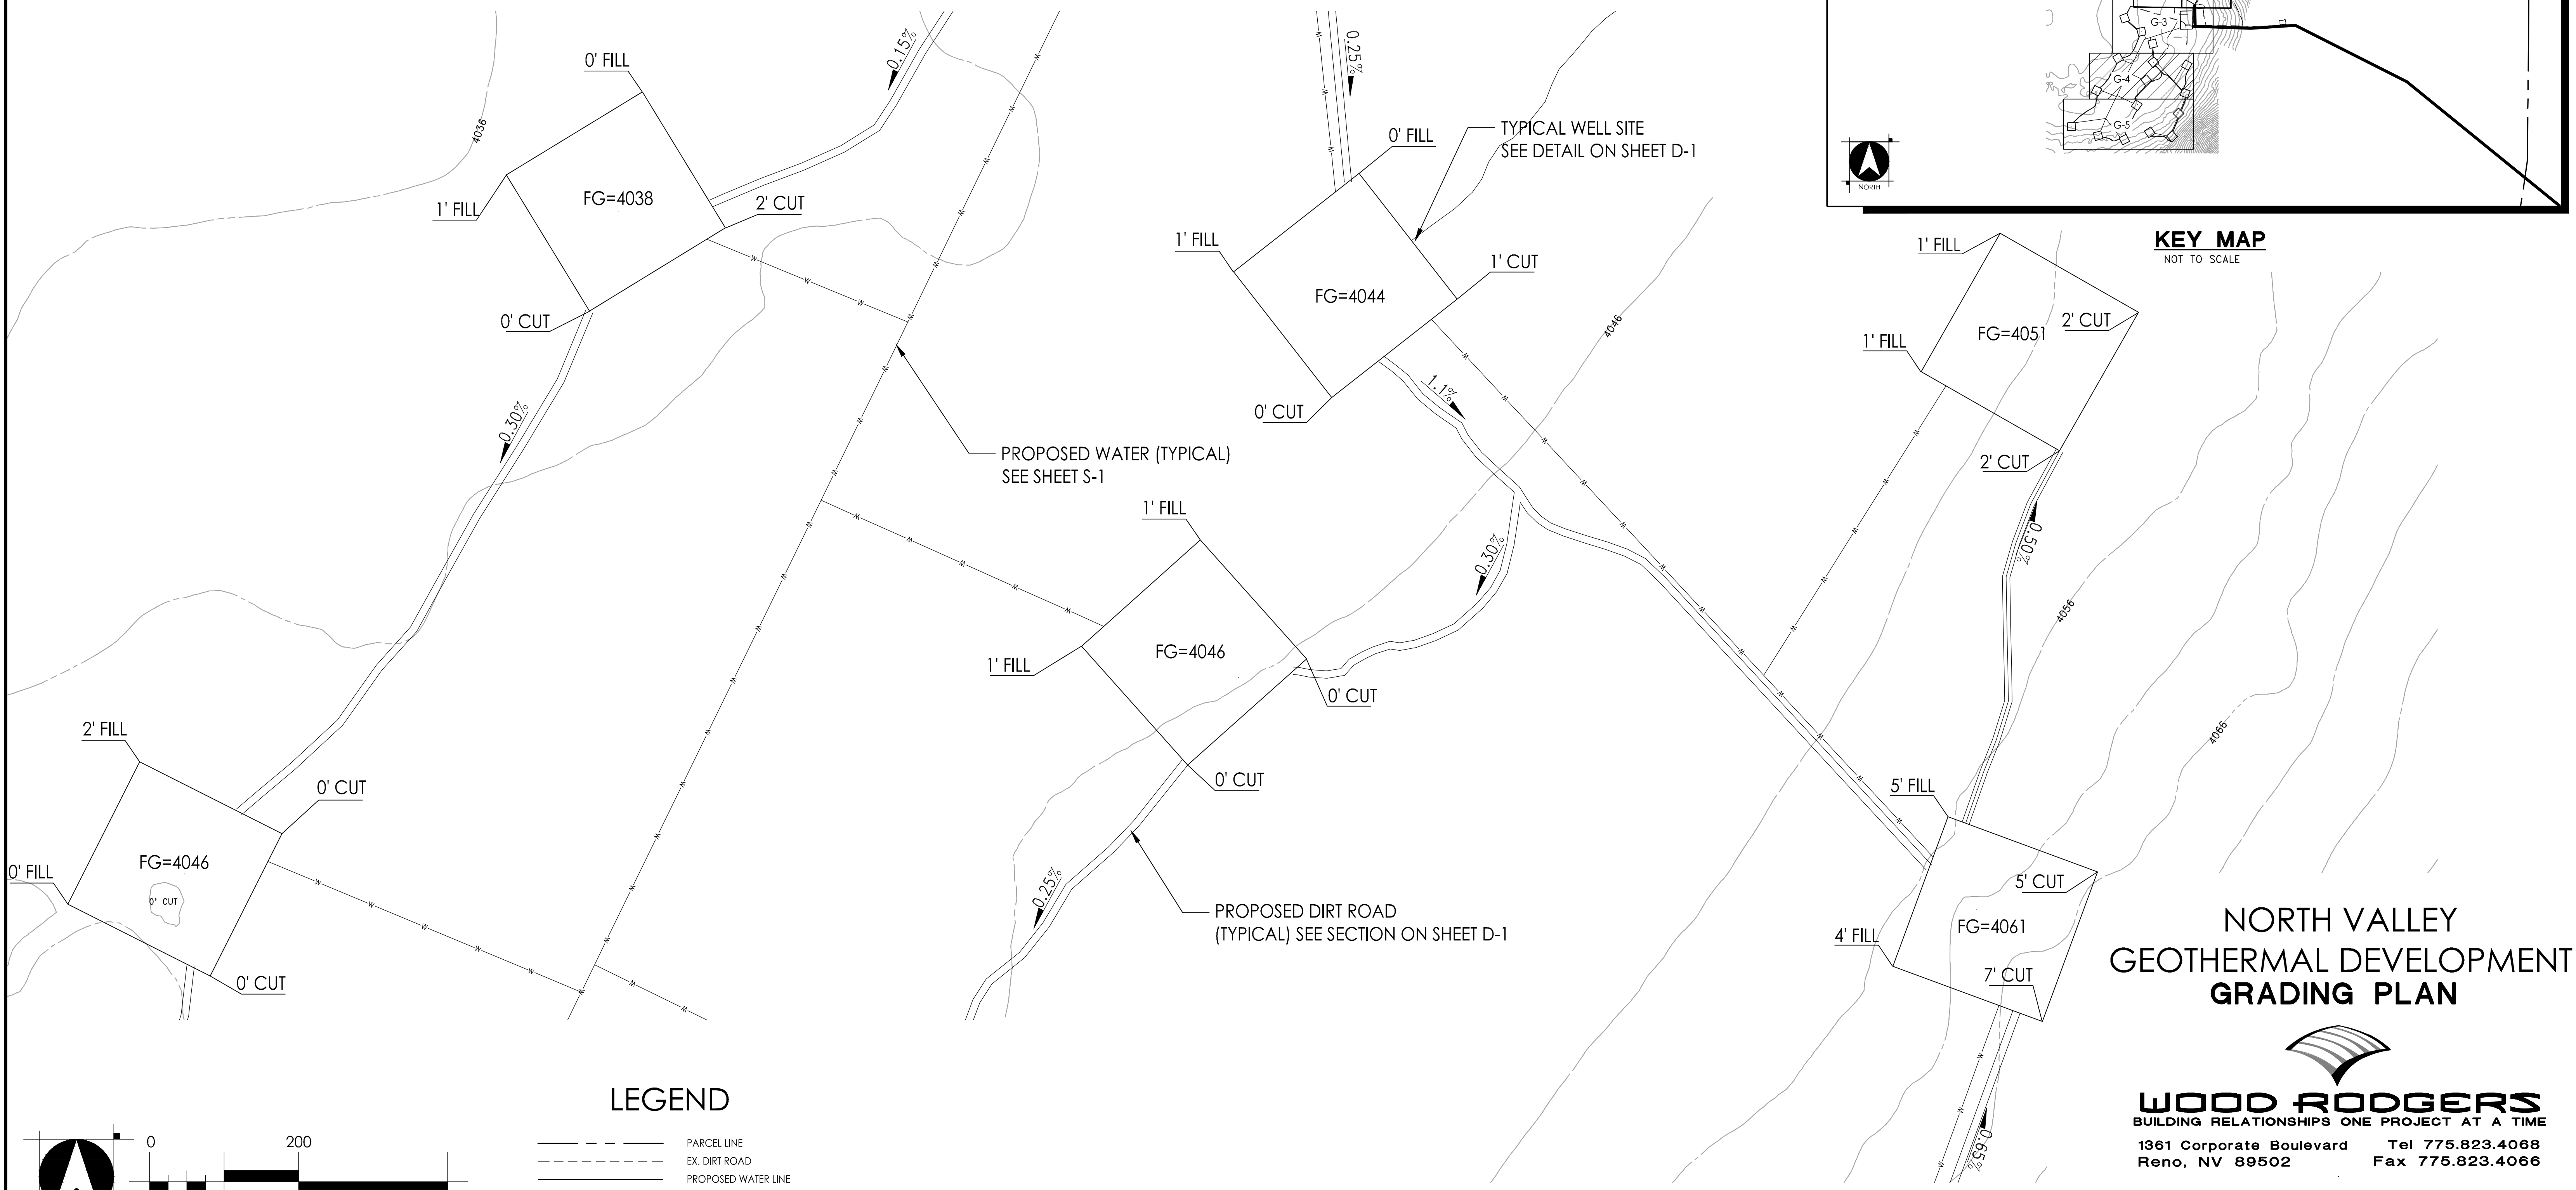 0' FILL
4036
1' FILL
FG=4038
2' CUT
0' CUT
0.15%
0.25%
0' FILL
TYPICAL WELL SITE
SEE DETAIL ON SHEET D-1
1' FILL
FG=4044
1' CUT
0' CUT
4046
1.1%
0.30%
PROPOSED WATER (TYPICAL)
SEE SHEET S-1
1' FILL
1' FILL
FG=4046
0' CUT
0' CUT
0.30%
2' FILL
0' CUT
FG=4046
0' FILL
0' CUT
0' CUT
0.25%
PROPOSED DIRT ROAD
(TYPICAL) SEE SECTION ON SHEET D-1
G-3
G-4
G-5
NORTH
KEY MAP
NOT TO SCALE
1' FILL
FG=4051
2' CUT
1' FILL
2' CUT
0.50%
4056
4066
5' FILL
5' CUT
FG=4061
4' FILL
7' CUT
0.65%
NORTH VALLEY
GEOTHERMAL DEVELOPMENT
GRADING PLAN
WOOD RODGERS
BUILDING RELATIONSHIPS ONE PROJECT AT A TIME
1361 Corporate Boulevard Tel 775.823.4068
Reno, NV 89502 Fax 775.823.4066
LEGEND
PARCEL LINE
EX. DIRT ROAD
PROPOSED WATER LINE
0 200